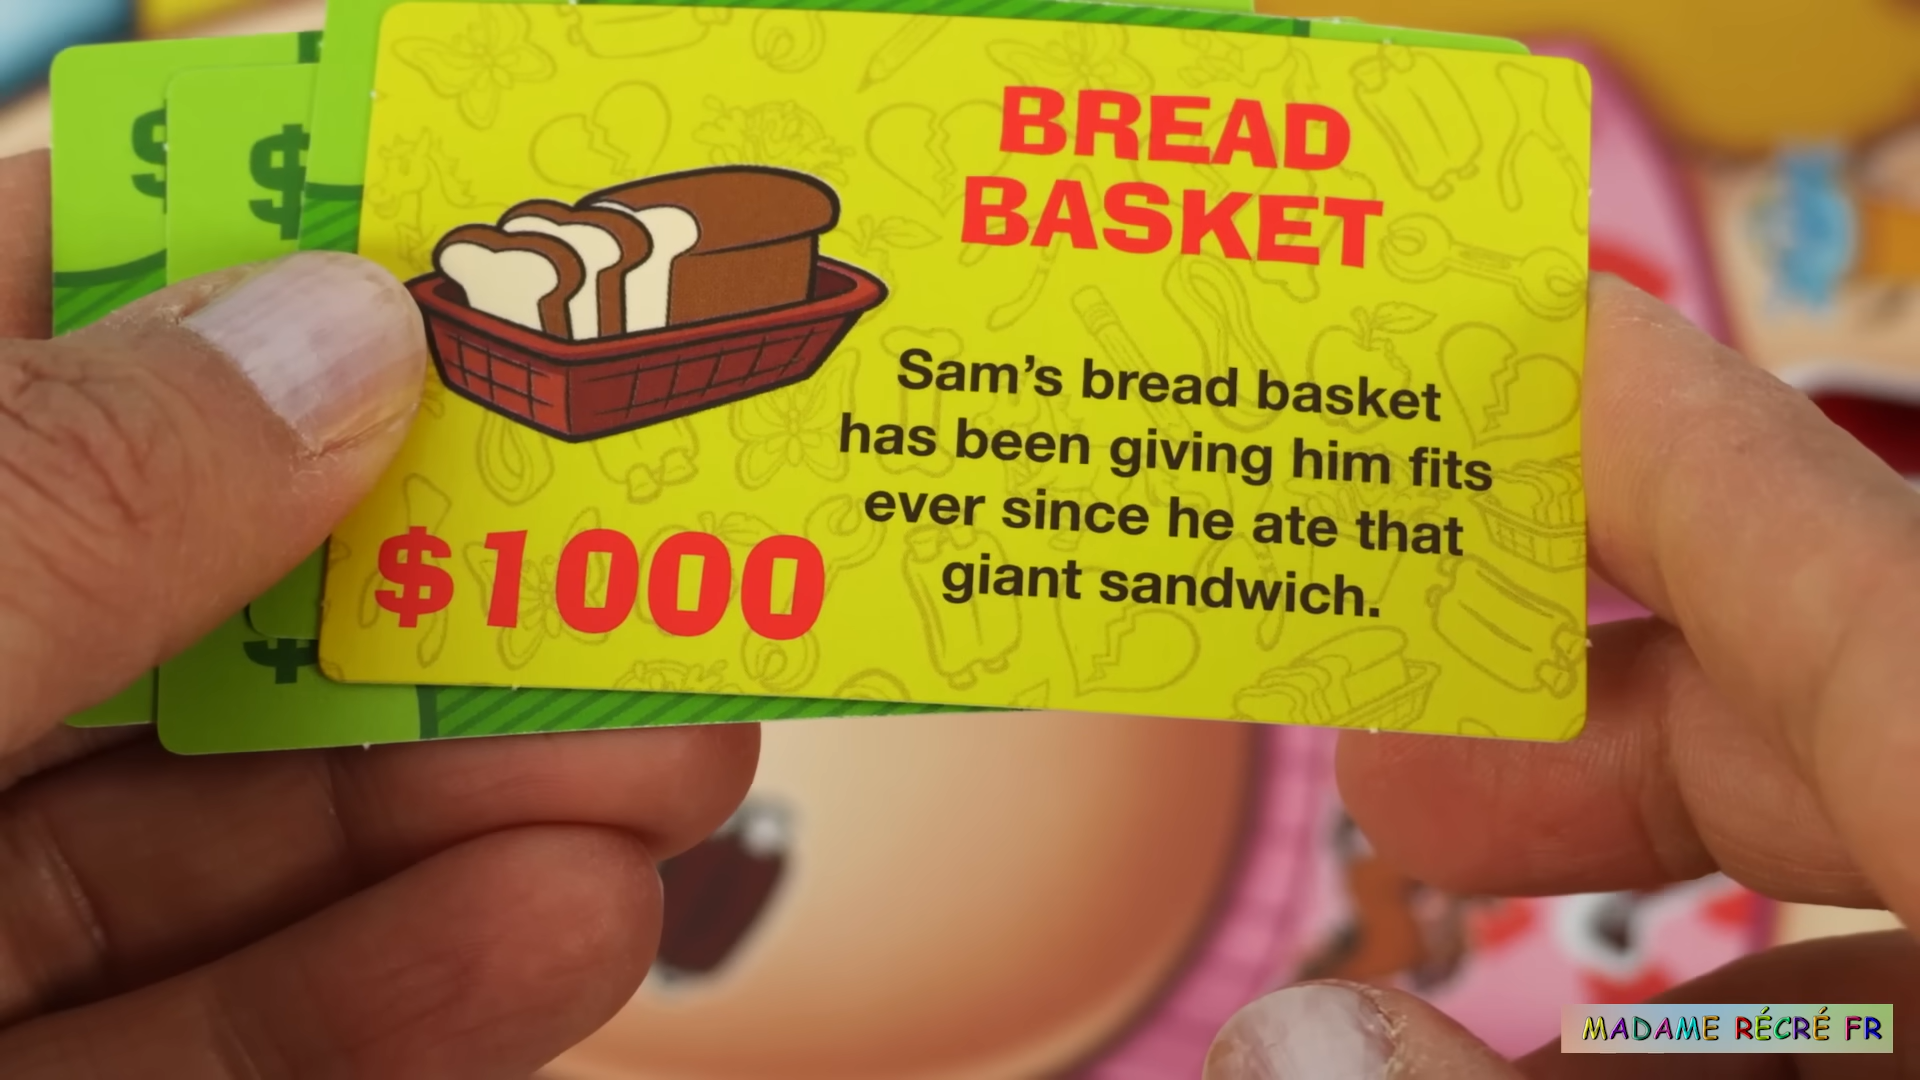 BREAD
BASKET
Sam's bread basket
has been giving him fits
ever since he ate that
giant sandwich.
$1000
$
$
$
MADAME RÉCRÉ FR